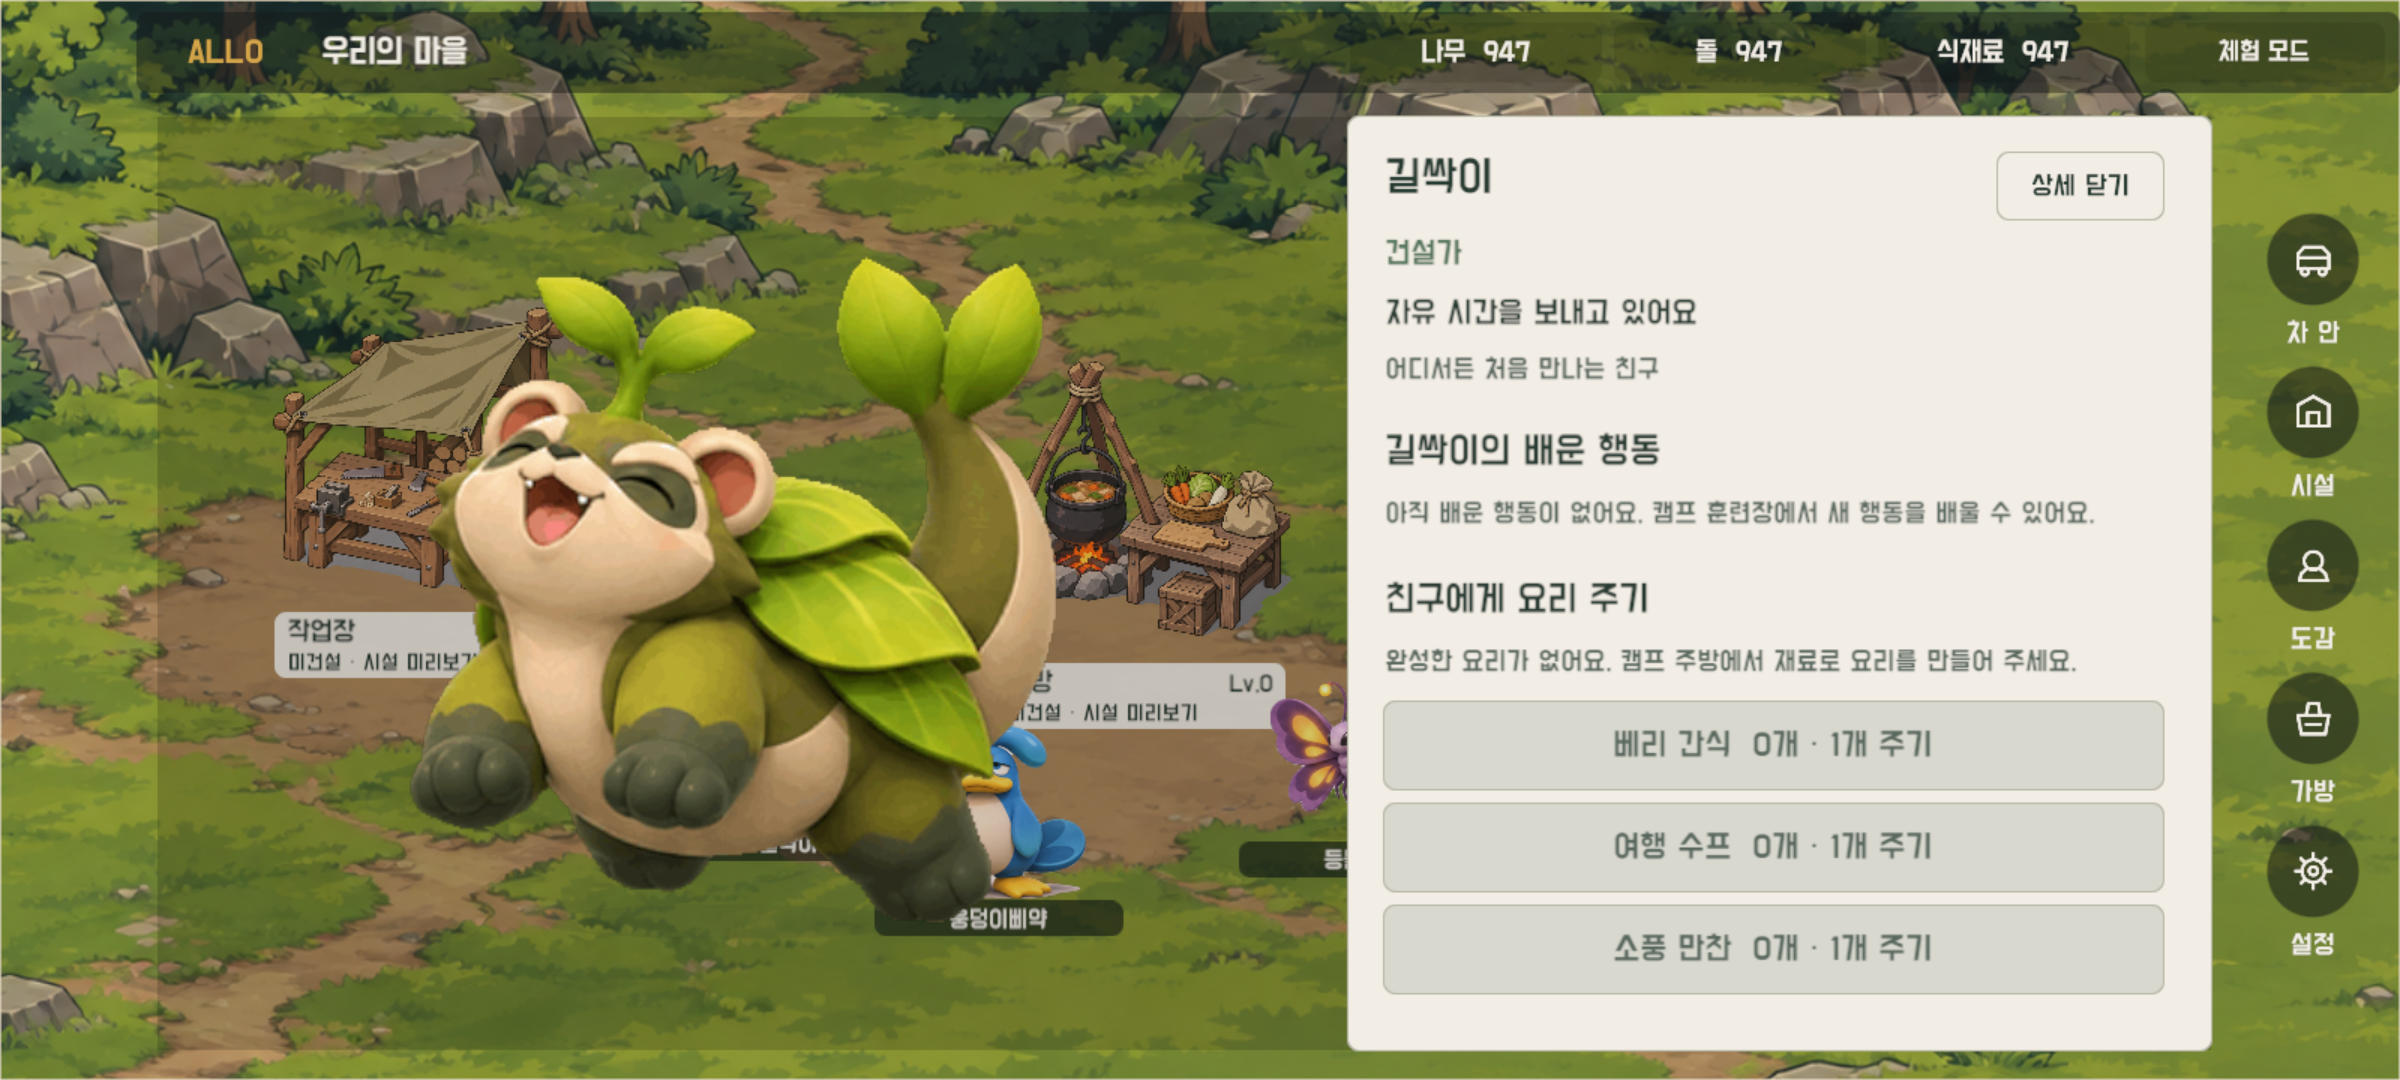 ALLO 우리의 마을 나무 947 돌 947 식재료 947 체험 모드
길싹이
상세 닫기
건설가
자유 시간을 보내고 있어요
어디서든 처음 만나는 친구
길싹이의 배운 행동
아직 배운 행동이 없어요. 캠프 훈련장에서 새 행동을 배울 수 있어요.
친구에게 요리 주기
완성한 요리가 없어요. 캠프 주방에서 재료로 요리를 만들어 주세요.
베리 간식 0개 · 1개 주기
여행 수프 0개 · 1개 주기
소풍 만찬 0개 · 1개 주기
차 안
시설
도감
가방
설정
작업장
미건설 · 시설 미리보기
방 Lv.0
미건설 · 시설 미리보기
웅덩이삐약